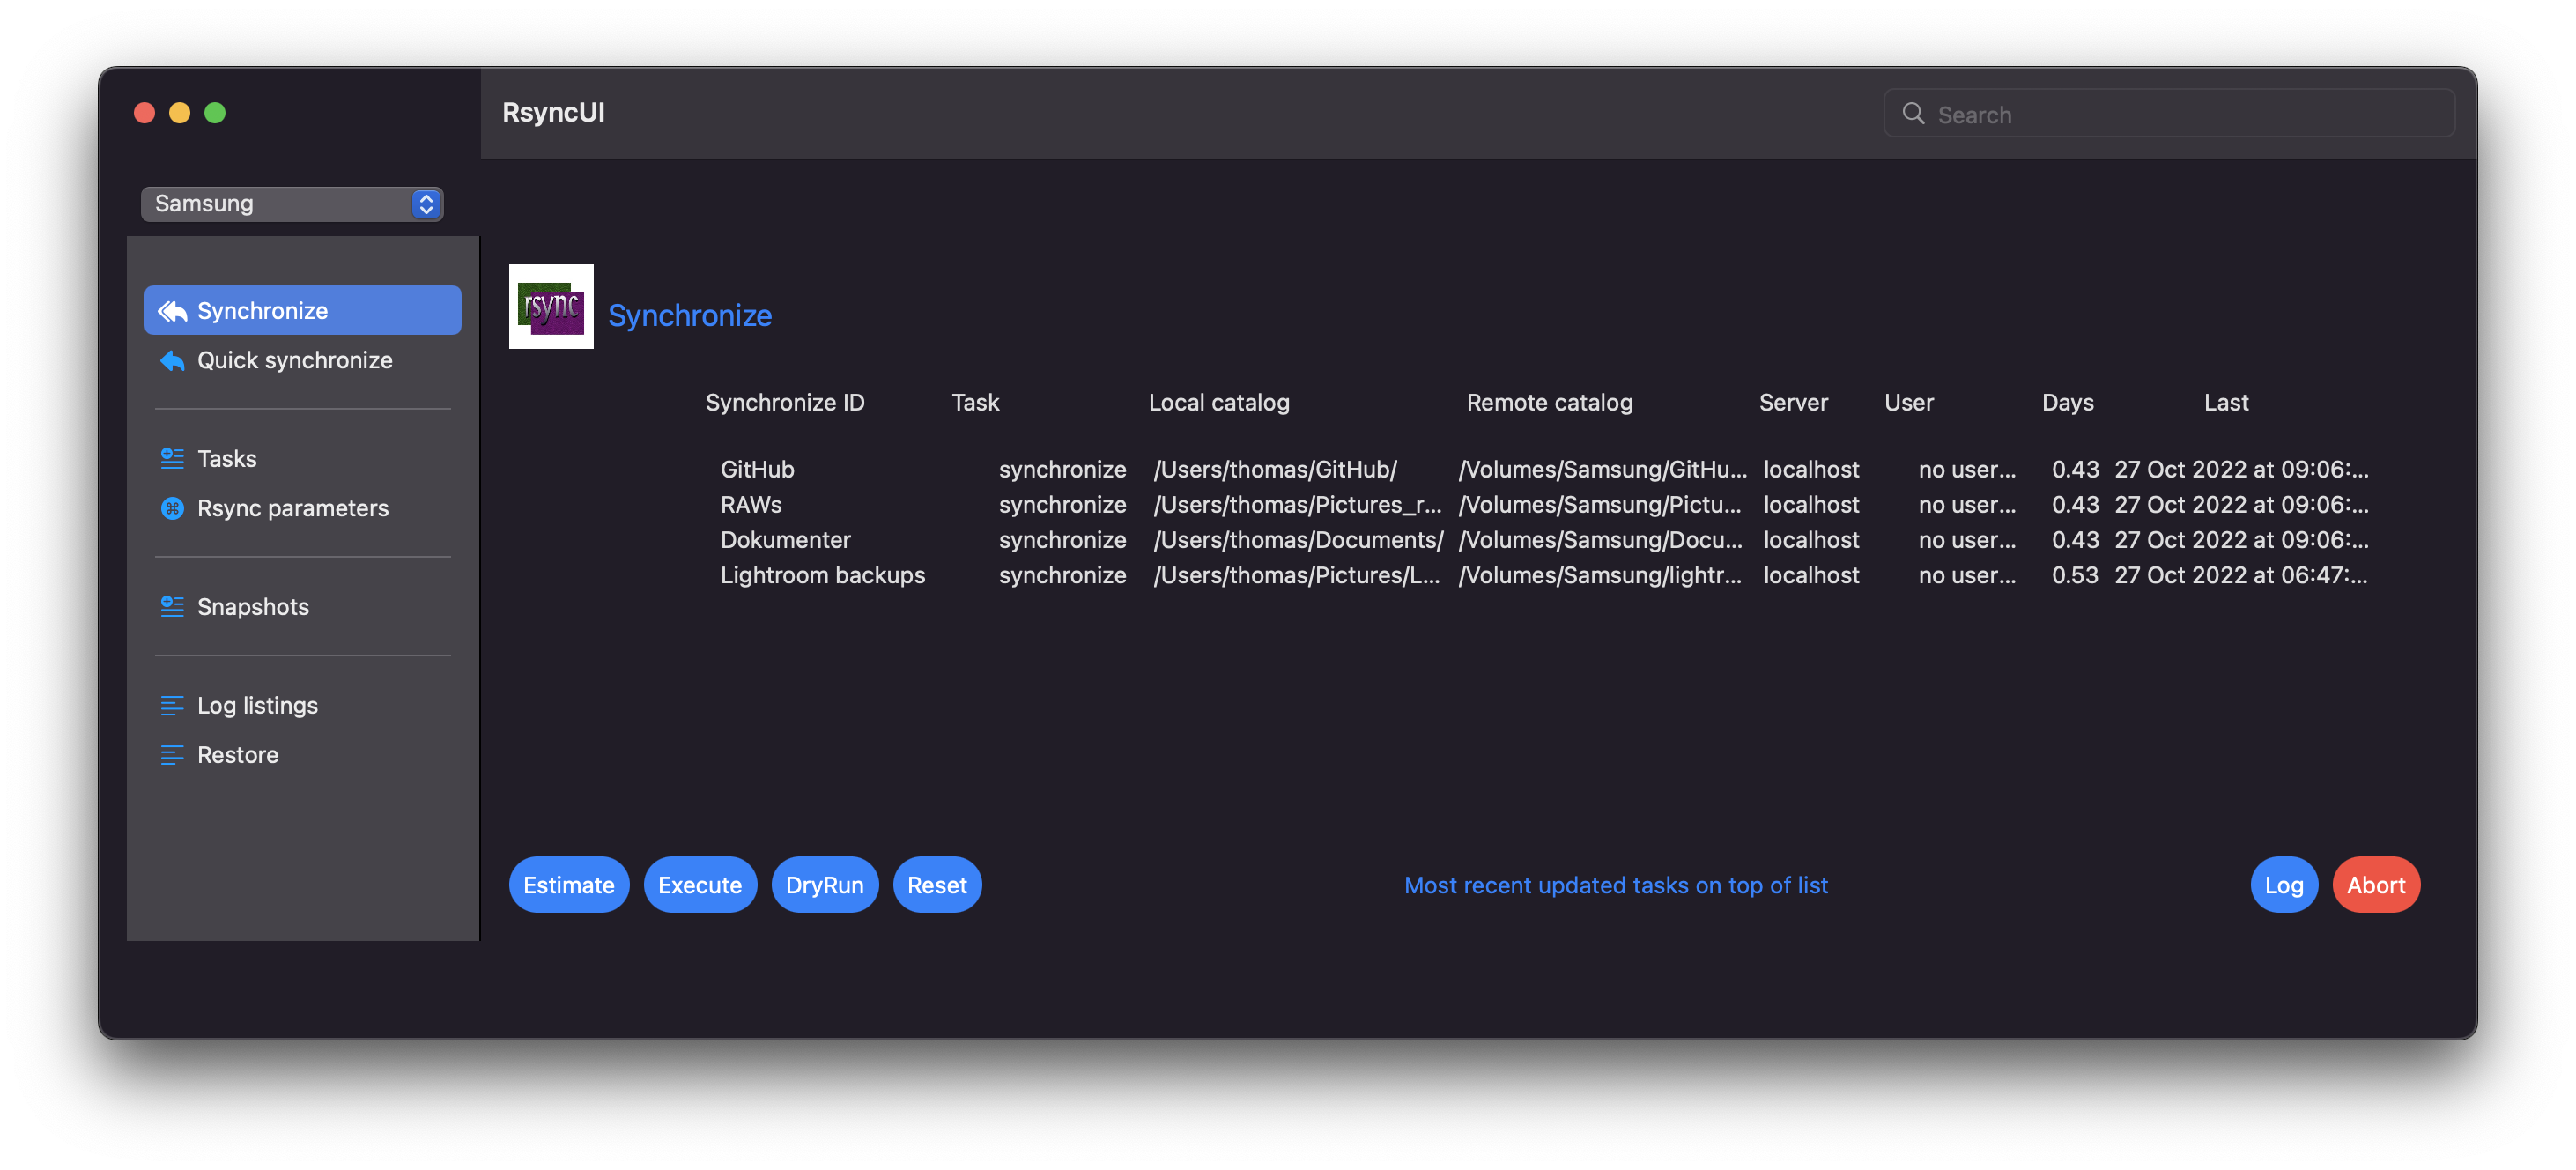 RsyncUI
Search
Samsung
Synchronize
Quick synchronize
Tasks
Rsync parameters
Snapshots
Log listings
Restore
rsync
Synchronize
Synchronize ID Task Local catalog Remote catalog Server User Days Last
GitHub synchronize /Users/thomas/GitHub/ /Volumes/Samsung/GitHu... localhost no user... 0.43 27 Oct 2022 at 09:06:...
RAWs synchronize /Users/thomas/Pictures_r... /Volumes/Samsung/Pictu... localhost no user... 0.43 27 Oct 2022 at 09:06:...
Dokumenter synchronize /Users/thomas/Documents/ /Volumes/Samsung/Docu... localhost no user... 0.43 27 Oct 2022 at 09:06:...
Lightroom backups synchronize /Users/thomas/Pictures/L... /Volumes/Samsung/lightr... localhost no user... 0.53 27 Oct 2022 at 06:47:...
Estimate Execute DryRun Reset Most recent updated tasks on top of list Log Abort